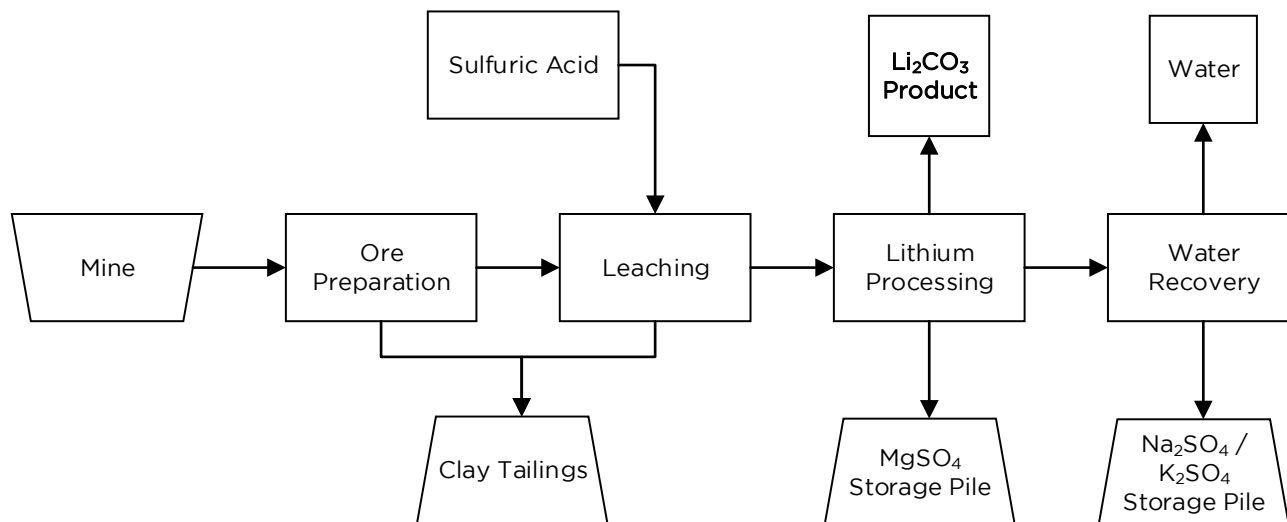 Sulfuric Acid
Li₂CO₃
Product
Water
Mine
Ore
Preparation
Leaching
Lithium
Processing
Water
Recovery
Clay Tailings
MgSO₄
Storage Pile
Na₂SO₄ /
K₂SO₄
Storage Pile